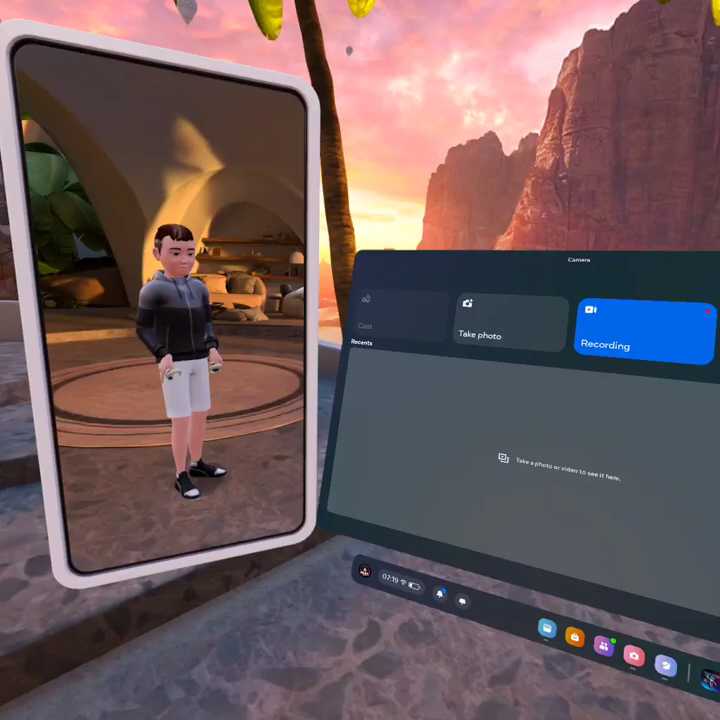 Camera
Cast
Take photo
Recording
Recents
Take a photo or video to see it here.
07:19